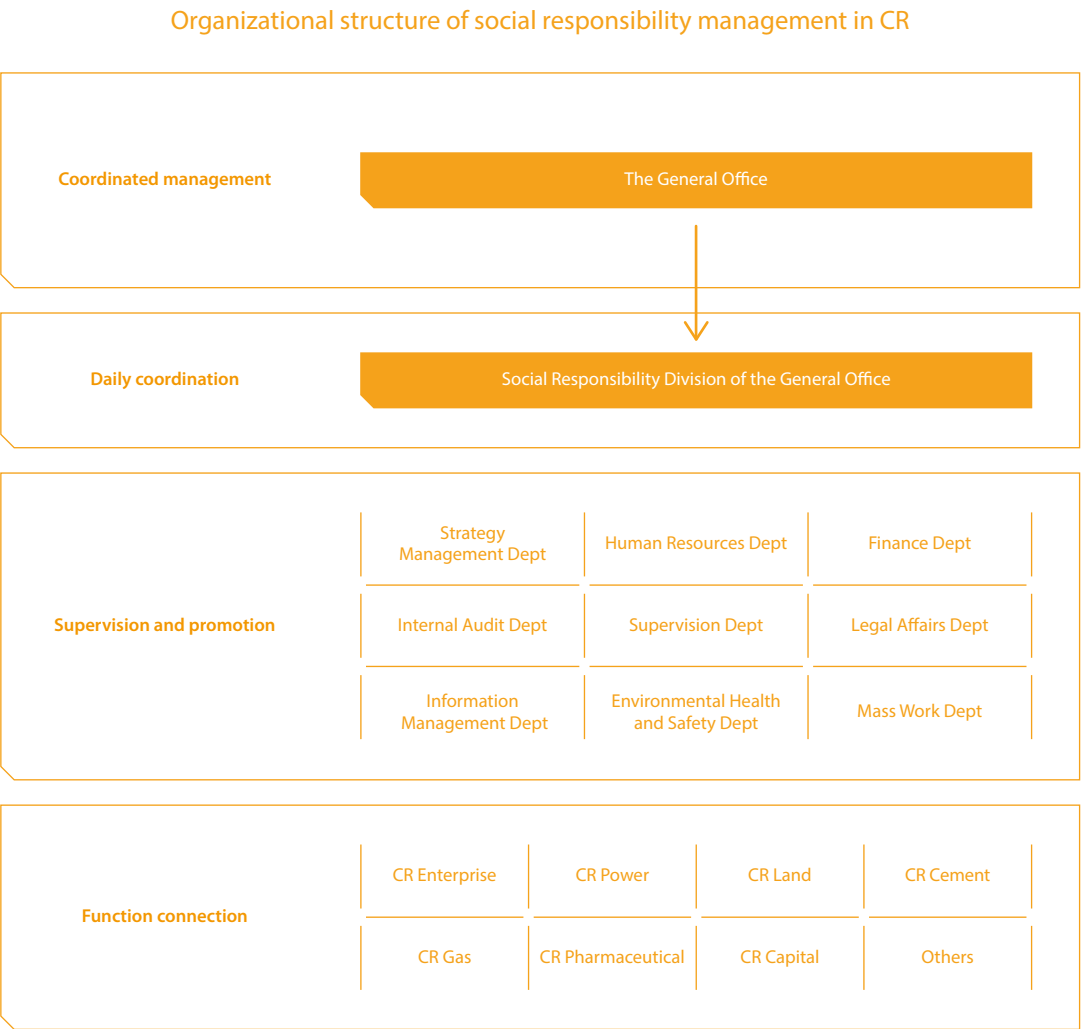 Organizational structure of social responsibility management in CR
Coordinated management
The General Office
Daily coordination
Social Responsibility Division of the General Office
Supervision and promotion
Strategy
Management Dept
Human Resources Dept
Finance Dept
Internal Audit Dept
Supervision Dept
Legal Affairs Dept
Information
Management Dept
Environmental Health
and Safety Dept
Mass Work Dept
Function connection
CR Enterprise
CR Power
CR Land
CR Cement
CR Gas
CR Pharmaceutical
CR Capital
Others